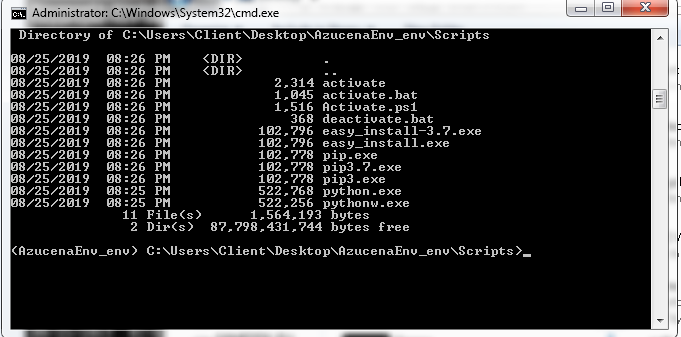 Administrator: C:\Windows\System32\cmd.exe
Directory of C:\Users\Client\Desktop\AzucenaEnv_env\Scripts
08/25/2019  08:26 PM    <DIR>          .
08/25/2019  08:26 PM    <DIR>          ..
08/25/2019  08:26 PM             2,314 activate
08/25/2019  08:26 PM             1,045 activate.bat
08/25/2019  08:26 PM             1,516 Activate.ps1
08/25/2019  08:26 PM               368 deactivate.bat
08/25/2019  08:26 PM           102,796 easy_install-3.7.exe
08/25/2019  08:26 PM           102,796 easy_install.exe
08/25/2019  08:26 PM           102,778 pip.exe
08/25/2019  08:26 PM           102,778 pip3.7.exe
08/25/2019  08:26 PM           102,778 pip3.exe
08/25/2019  08:25 PM           522,768 python.exe
08/25/2019  08:25 PM           522,256 pythonw.exe
11 File(s)      1,564,193 bytes
2 Dir(s)  87,798,431,744 bytes free
(AzucenaEnv_env) C:\Users\Client\Desktop\AzucenaEnv_env\Scripts>_